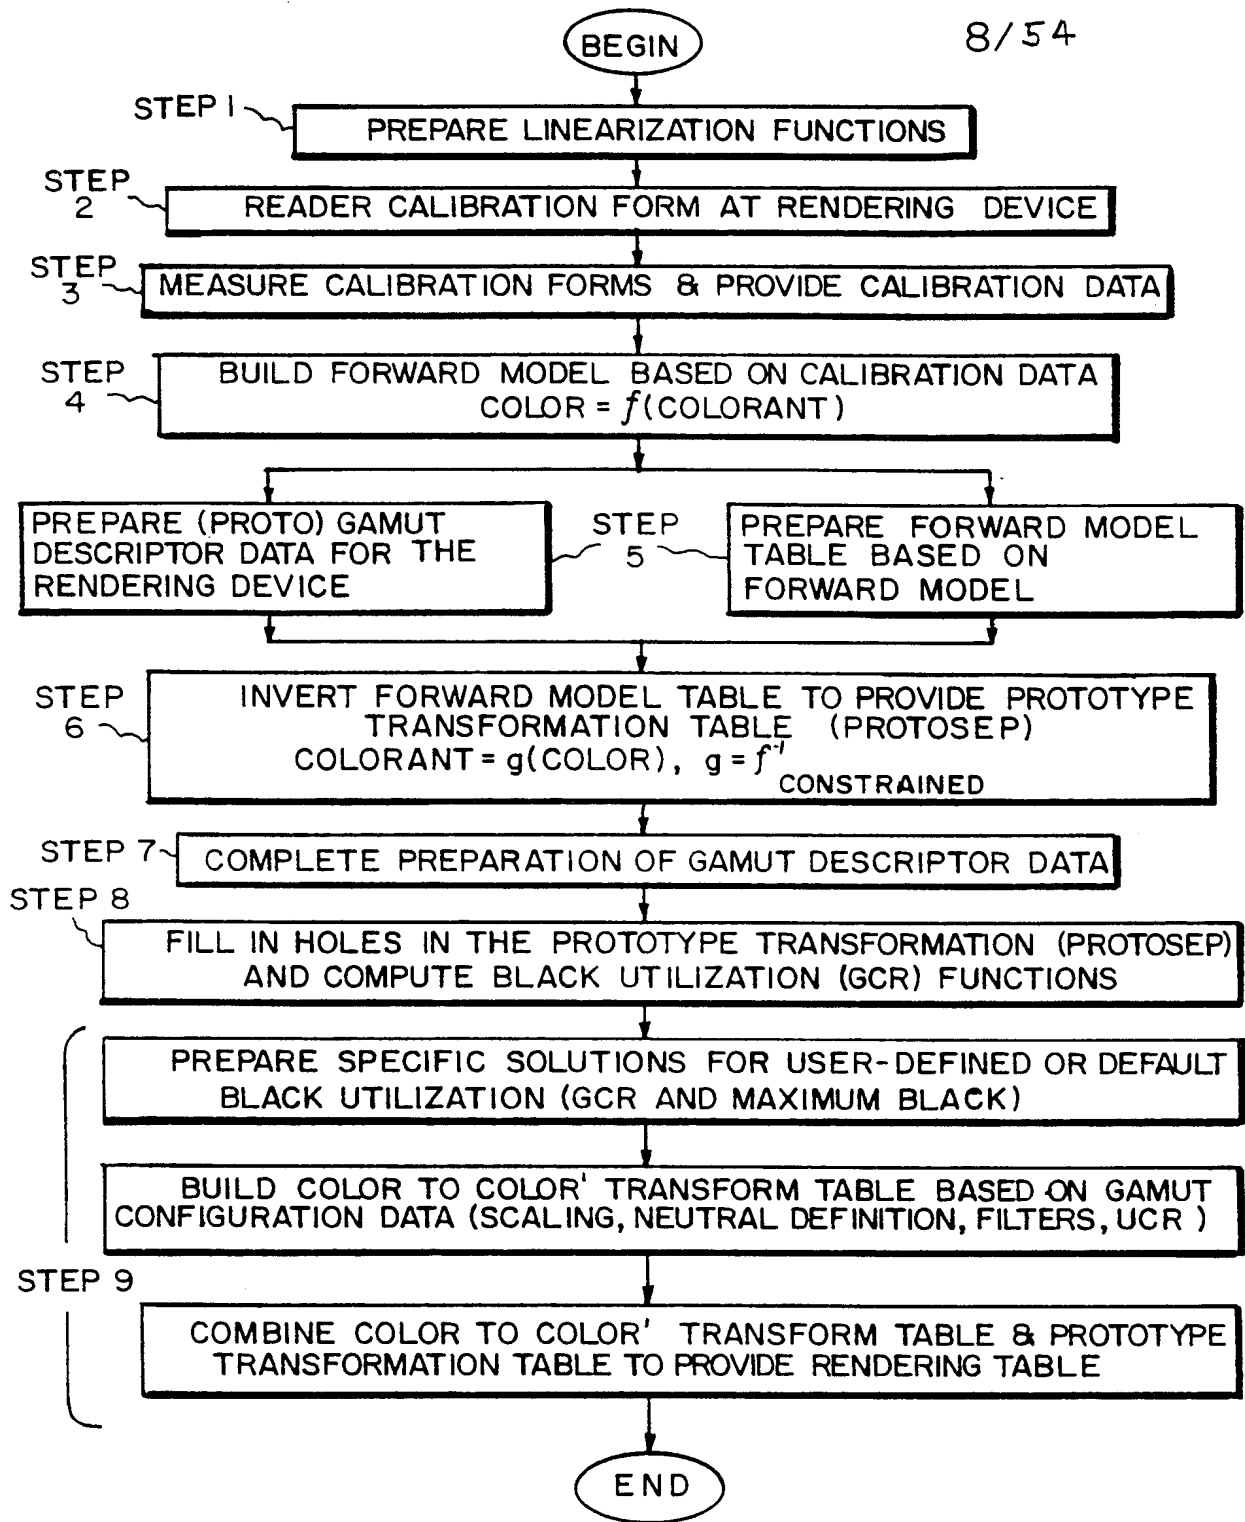 8/54
BEGIN
STEP 1
PREPARE LINEARIZATION FUNCTIONS
STEP
2
READER CALIBRATION FORM AT RENDERING DEVICE
STEP
3
MEASURE CALIBRATION FORMS & PROVIDE CALIBRATION DATA
STEP
4
BUILD FORWARD MODEL BASED ON CALIBRATION DATA
COLOR = f(COLORANT)
PREPARE (PROTO) GAMUT
DESCRIPTOR DATA FOR THE
RENDERING DEVICE
STEP
5
PREPARE FORWARD MODEL
TABLE BASED ON
FORWARD MODEL
STEP
6
INVERT FORWARD MODEL TABLE TO PROVIDE PROTOTYPE
TRANSFORMATION TABLE (PROTOSEP)
COLORANT = g(COLOR), g = f⁻¹
CONSTRAINED
STEP 7
COMPLETE PREPARATION OF GAMUT DESCRIPTOR DATA
STEP 8
FILL IN HOLES IN THE PROTOTYPE TRANSFORMATION (PROTOSEP)
AND COMPUTE BLACK UTILIZATION (GCR) FUNCTIONS
PREPARE SPECIFIC SOLUTIONS FOR USER-DEFINED OR DEFAULT
BLACK UTILIZATION (GCR AND MAXIMUM BLACK)
BUILD COLOR TO COLOR' TRANSFORM TABLE BASED ON GAMUT
CONFIGURATION DATA (SCALING, NEUTRAL DEFINITION, FILTERS, UCR)
STEP 9
COMBINE COLOR TO COLOR' TRANSFORM TABLE & PROTOTYPE
TRANSFORMATION TABLE TO PROVIDE RENDERING TABLE
END